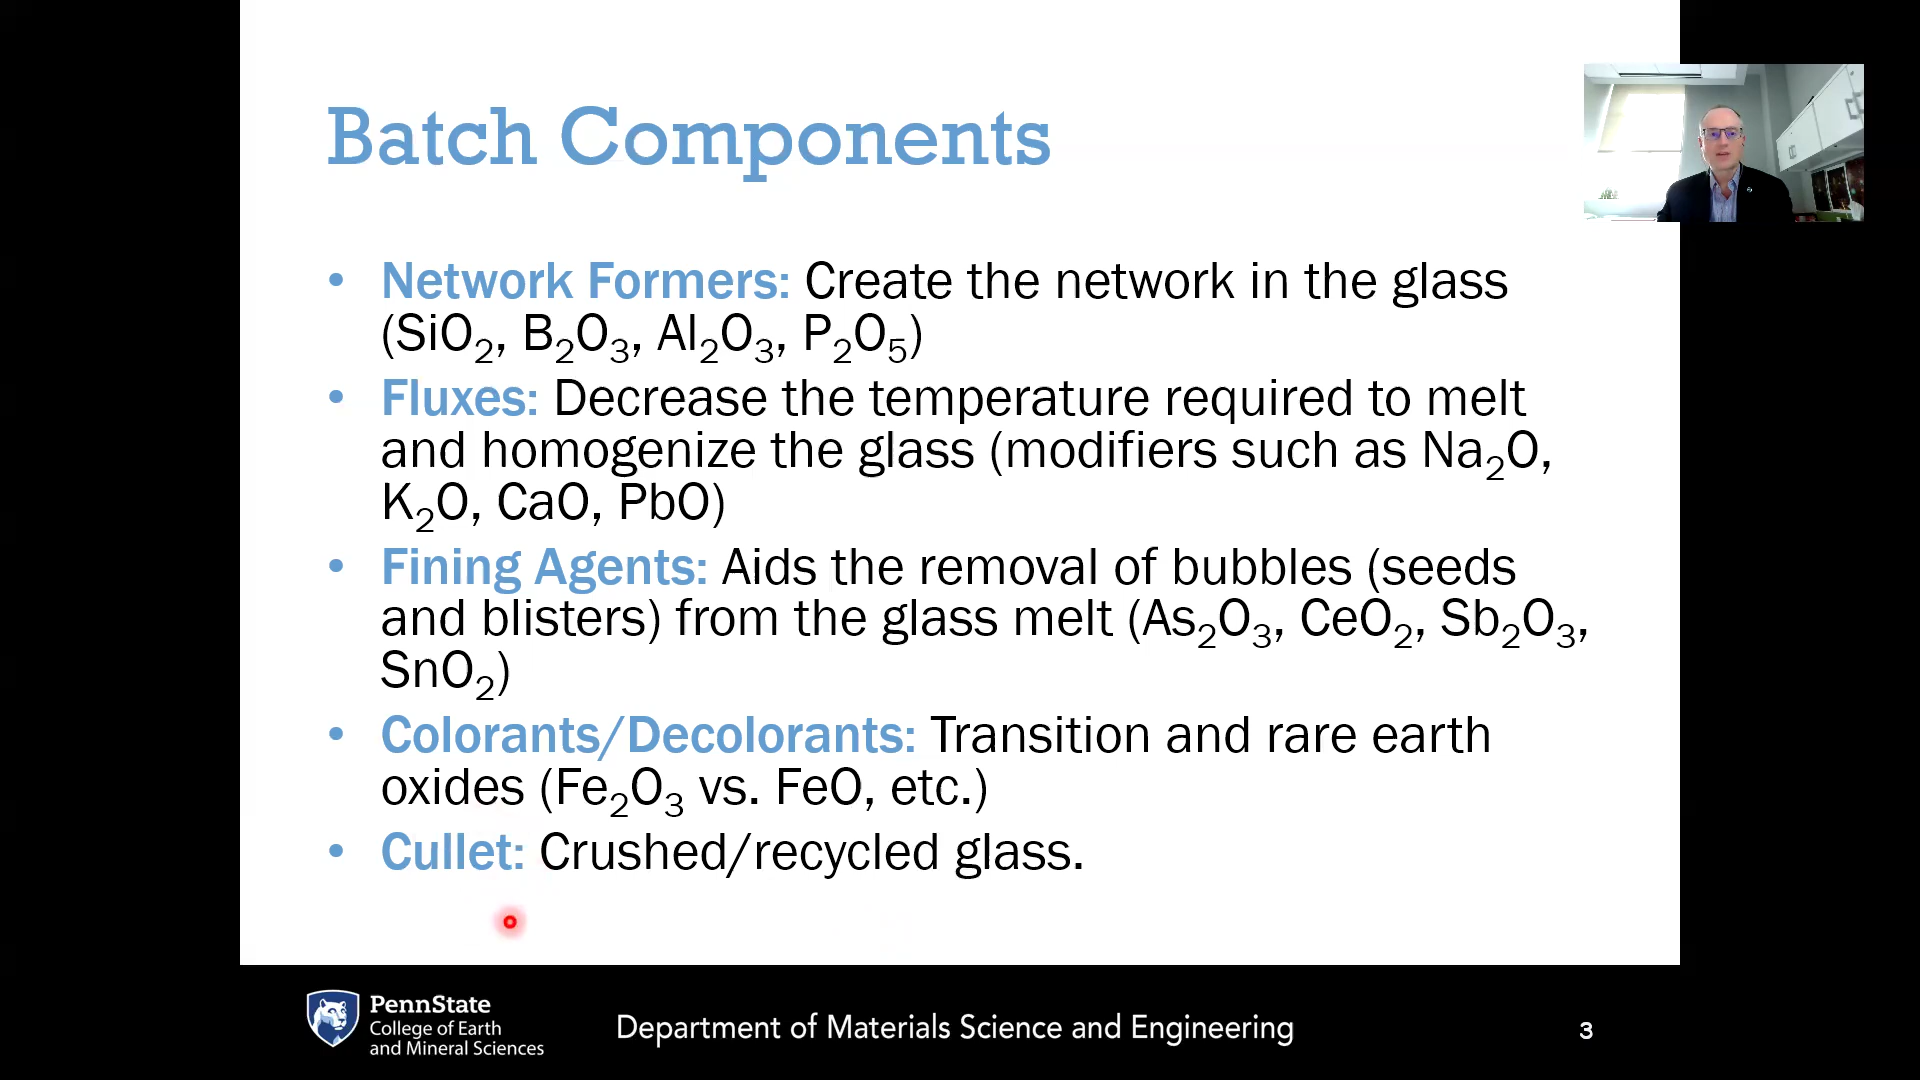 Batch Components
• Network Formers: Create the network in the glass
(SiO₂, B₂O₃, Al₂O₃, P₂O₅)
• Fluxes: Decrease the temperature required to melt
and homogenize the glass (modifiers such as Na₂O,
K₂O, CaO, PbO)
• Fining Agents: Aids the removal of bubbles (seeds
and blisters) from the glass melt (As₂O₃, CeO₂, Sb₂O₃,
SnO₂)
• Colorants/Decolorants: Transition and rare earth
oxides (Fe₂O₃ vs. FeO, etc.)
• Cullet: Crushed/recycled glass.
PennState
College of Earth
and Mineral Sciences
Department of Materials Science and Engineering
3